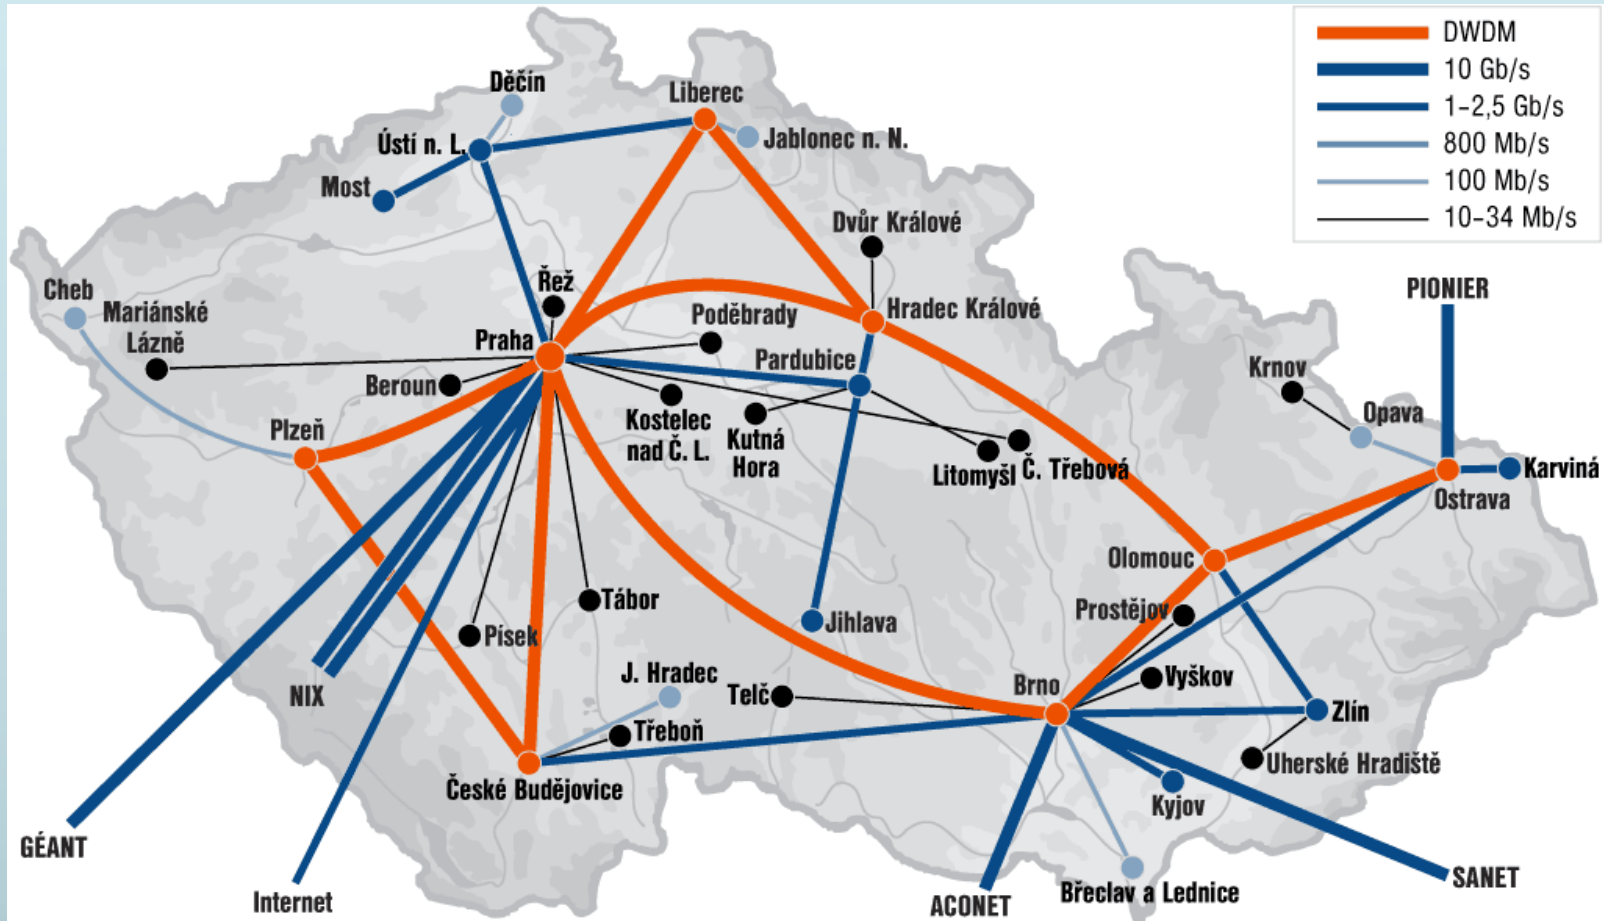 DWDM
10 Gb/s
1–2,5 Gb/s
800 Mb/s
100 Mb/s
10–34 Mb/s
Děčín
Liberec
Ústí n. L.
Jablonec n. N.
Most
Dvůr Králové
Cheb
Mariánské
Lázně
Řež
Praha
Poděbrady
Hradec Králové
PIONIER
Beroun
Pardubice
Krnov
Plzeň
Kostelec
nad Č. L.
Kutná
Hora
Litomyšl
Č. Třebová
Opava
Karviná
Ostrava
Olomouc
Tábor
Písek
Jihlava
Prostějov
NIX
J. Hradec
Telč
Brno
Vyškov
Třeboň
Zlín
České Budějovice
Uherské Hradiště
Kyjov
GÉANT
Internet
ACONET
Břeclav a Lednice
SANET